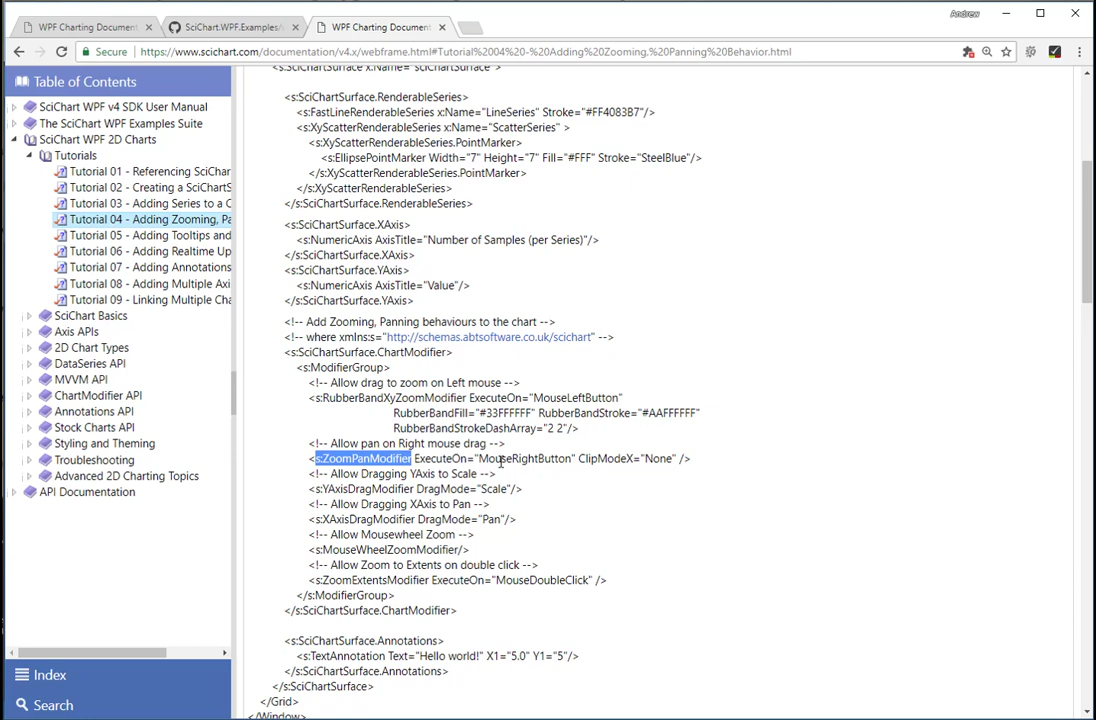 Andrew
WPF Charting Document
SciChart.WPF.Examples
WPF Charting Document
Secure
https://www.scichart.com/documentation/v4.x/webframe.html#Tutorial%2004%20-%20Adding%20Zooming,%20Panning%20Behavior.html
Table of Contents
SciChart WPF v4 SDK User Manual
The SciChart WPF Examples Suite
SciChart WPF 2D Charts
Tutorials
Tutorial 01 - Referencing SciChar
Tutorial 02 - Creating a SciChartS
Tutorial 03 - Adding Series to a C
Tutorial 04 - Adding Zooming, Pa
Tutorial 05 - Adding Tooltips and
Tutorial 06 - Adding Realtime Up
Tutorial 07 - Adding Annotations
Tutorial 08 - Adding Multiple Axi
Tutorial 09 - Linking Multiple Cha
SciChart Basics
Axis APIs
2D Chart Types
DataSeries API
MVVM API
ChartModifier API
Annotations API
Stock Charts API
Styling and Theming
Troubleshooting
Advanced 2D Charting Topics
API Documentation
Index
Search
<s:SciChartSurface x:Name="sciChartSurface">
<s:SciChartSurface.RenderableSeries>
<s:FastLineRenderableSeries x:Name="LineSeries" Stroke="#FF4083B7"/>
<s:XyScatterRenderableSeries x:Name="ScatterSeries" >
<s:XyScatterRenderableSeries.PointMarker>
<s:EllipsePointMarker Width="7" Height="7" Fill="#FFF" Stroke="SteelBlue"/>
</s:XyScatterRenderableSeries.PointMarker>
</s:XyScatterRenderableSeries>
</s:SciChartSurface.RenderableSeries>
<s:SciChartSurface.XAxis>
<s:NumericAxis AxisTitle="Number of Samples (per Series)"/>
</s:SciChartSurface.XAxis>
<s:SciChartSurface.YAxis>
<s:NumericAxis AxisTitle="Value"/>
</s:SciChartSurface.YAxis>
<!-- Add Zooming, Panning behaviours to the chart -->
<!-- where xmlns:s="http://schemas.abtsoftware.co.uk/scichart" -->
<s:SciChartSurface.ChartModifier>
<s:ModifierGroup>
<!-- Allow drag to zoom on Left mouse -->
<s:RubberBandXyZoomModifier ExecuteOn="MouseLeftButton"
RubberBandFill="#33FFFFFF" RubberBandStroke="#AAFFFFFF"
RubberBandStrokeDashArray="2 2"/>
<!-- Allow pan on Right mouse drag -->
<s:ZoomPanModifier ExecuteOn="MouseRightButton" ClipModeX="None" />
<!-- Allow Dragging YAxis to Scale -->
<s:YAxisDragModifier DragMode="Scale"/>
<!-- Allow Dragging XAxis to Pan -->
<s:XAxisDragModifier DragMode="Pan"/>
<!-- Allow Mousewheel Zoom -->
<s:MouseWheelZoomModifier/>
<!-- Allow Zoom to Extents on double click -->
<s:ZoomExtentsModifier ExecuteOn="MouseDoubleClick" />
</s:ModifierGroup>
</s:SciChartSurface.ChartModifier>
<s:SciChartSurface.Annotations>
<s:TextAnnotation Text="Hello world!" X1="5.0" Y1="5"/>
</s:SciChartSurface.Annotations>
</s:SciChartSurface>
</Grid>
</Window>